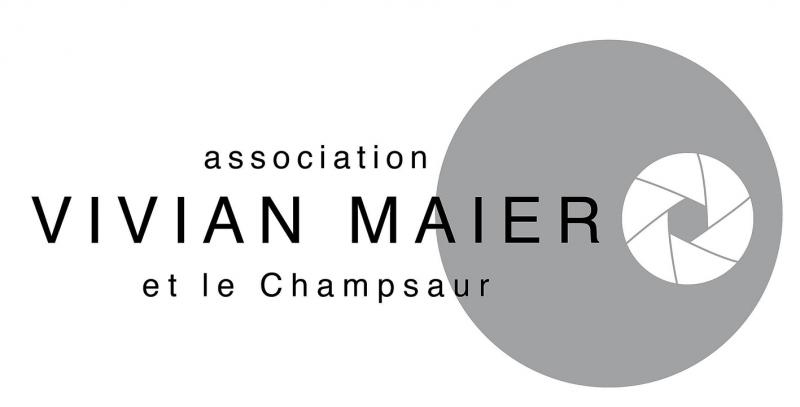 association
VIVIAN MAIER
et le Champsaur